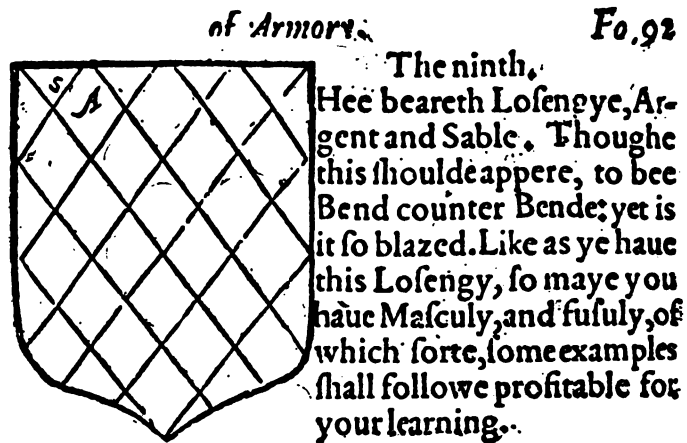 of Armory.
Fo. 92
The ninth.
Hee beareth Loſengye, Ar-
gent and Sable. Thoughe
this ſhoulde appere, to bee
Bend counter Bende: yet is
it ſo blazed. Like as ye haue
this Loſengy, ſo maye you
haue Maſculy, and fuſuly, of
which ſorte, ſome examples
ſhall followe profitable for
your learning.
S
A